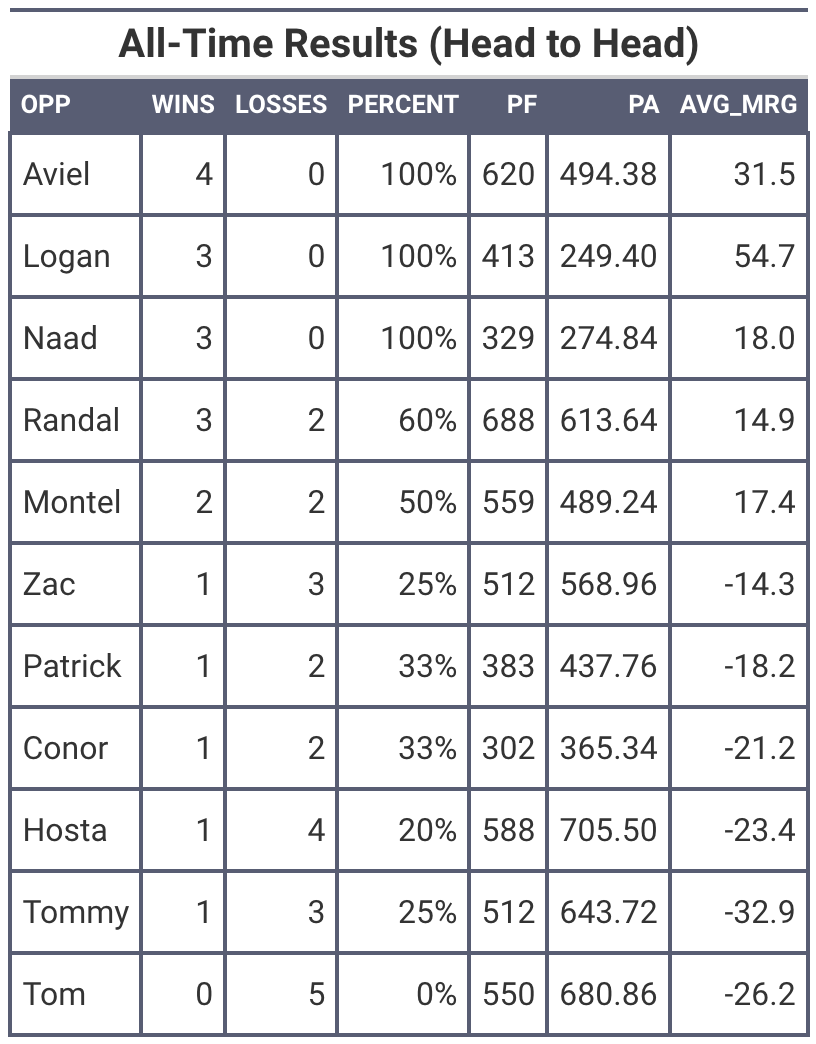 All-Time Results (Head to Head)
OPP WINS LOSSES PERCENT PF PA AVG_MRG
Aviel 4 0 100% 620 494.38 31.5
Logan 3 0 100% 413 249.40 54.7
Naad 3 0 100% 329 274.84 18.0
Randal 3 2 60% 688 613.64 14.9
Montel 2 2 50% 559 489.24 17.4
Zac 1 3 25% 512 568.96 -14.3
Patrick 1 2 33% 383 437.76 -18.2
Conor 1 2 33% 302 365.34 -21.2
Hosta 1 4 20% 588 705.50 -23.4
Tommy 1 3 25% 512 643.72 -32.9
Tom 0 5 0% 550 680.86 -26.2